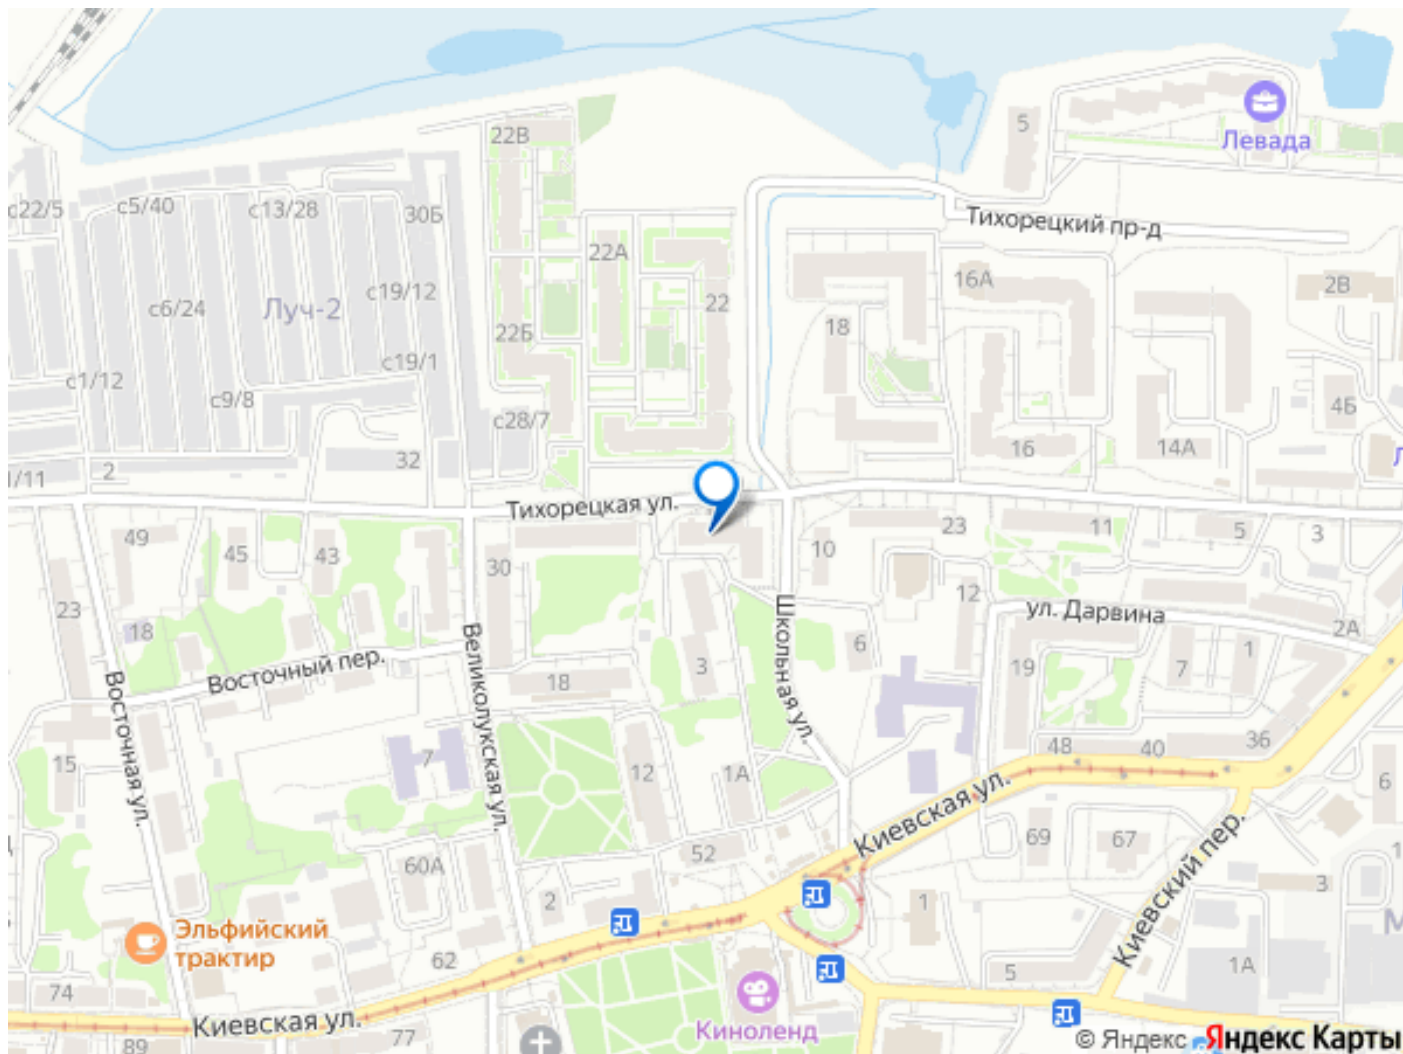 22В
5
Левада
с22/5
с5/40
с13/28
30Б
Тихорецкий пр-д
22А
16А
2В
с6/24
Луч-2
с19/12
22
22Б
18
с19/1
с1/12
с9/8
4Б
с28/7
16
14А
32
2
1/11
Тихорецкая ул.
49
45
43
23
11
5
3
10
30
12
23
18
ул. Дарвина
2А
6
Школьная ул.
Великолукская ул.
Восточный пер.
3
19
7
1
18
Восточная ул.
15
7
12
1А
48
40
36
6
Киевская ул.
69
67
Киевский пер.
52
60А
3
2
1
Эльфийский
трактир
62
5
1А
74
Киноленд
Киевская ул.
77
89
© Яндекс
Яндекс Карты